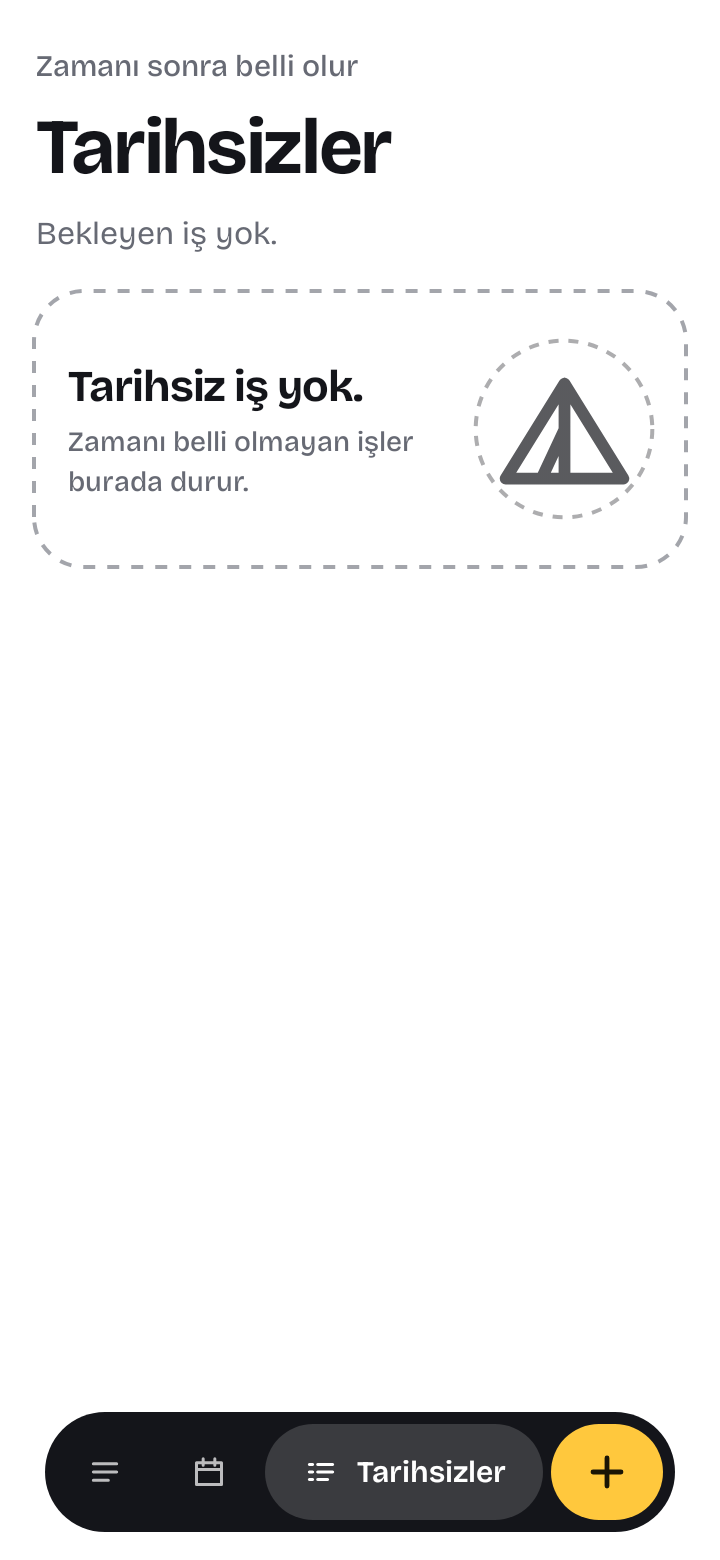 Zamanı sonra belli olur
Tarihsizler
Bekleyen iş yok.
Tarihsiz iş yok.
Zamanı belli olmayan işler
burada durur.
Tarihsizler